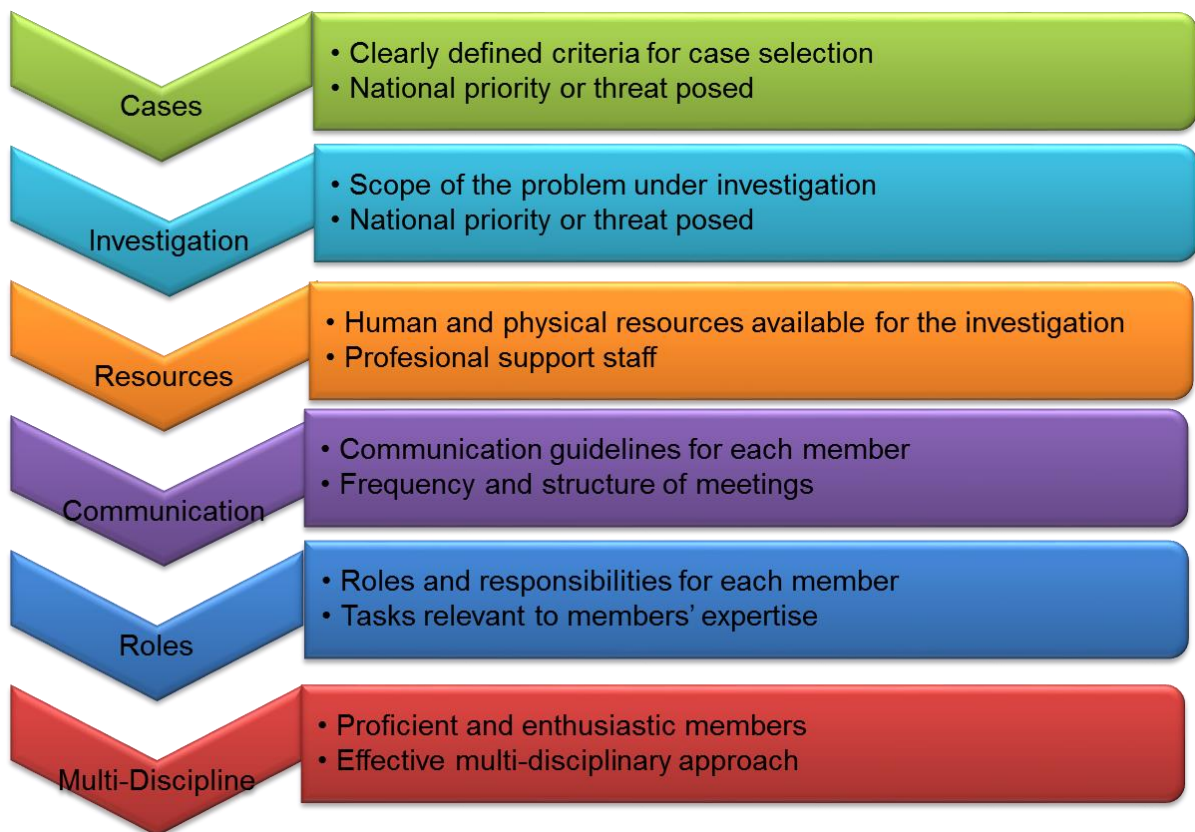 Cases
• Clearly defined criteria for case selection
• National priority or threat posed
Investigation
• Scope of the problem under investigation
• National priority or threat posed
Resources
• Human and physical resources available for the investigation
• Profesional support staff
Communication
• Communication guidelines for each member
• Frequency and structure of meetings
Roles
• Roles and responsibilities for each member
• Tasks relevant to members’ expertise
Multi-Discipline
• Proficient and enthusiastic members
• Effective multi-disciplinary approach